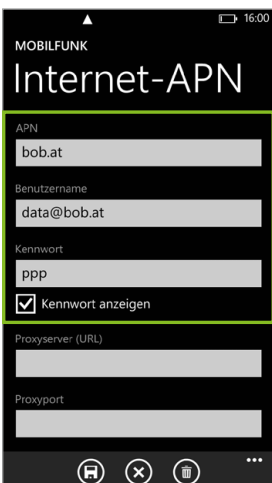 16:00
MOBILFUNK
Internet-APN
APN
bob.at
Benutzername
data@bob.at
Kennwort
ppp
Kennwort anzeigen
Proxyserver (URL)
Proxyport